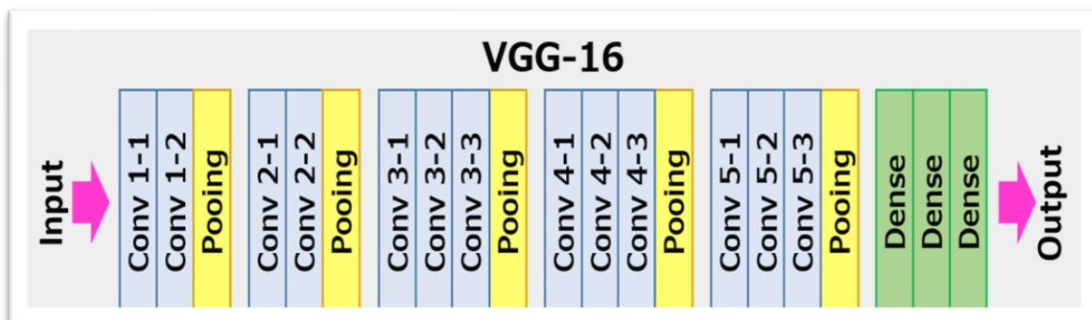 VGG-16
Input
Conv 1-1
Conv 1-2
Pooing
Conv 2-1
Conv 2-2
Pooing
Conv 3-1
Conv 3-2
Conv 3-3
Pooing
Conv 4-1
Conv 4-2
Conv 4-3
Pooing
Conv 5-1
Conv 5-2
Conv 5-3
Pooing
Dense
Dense
Dense
Output